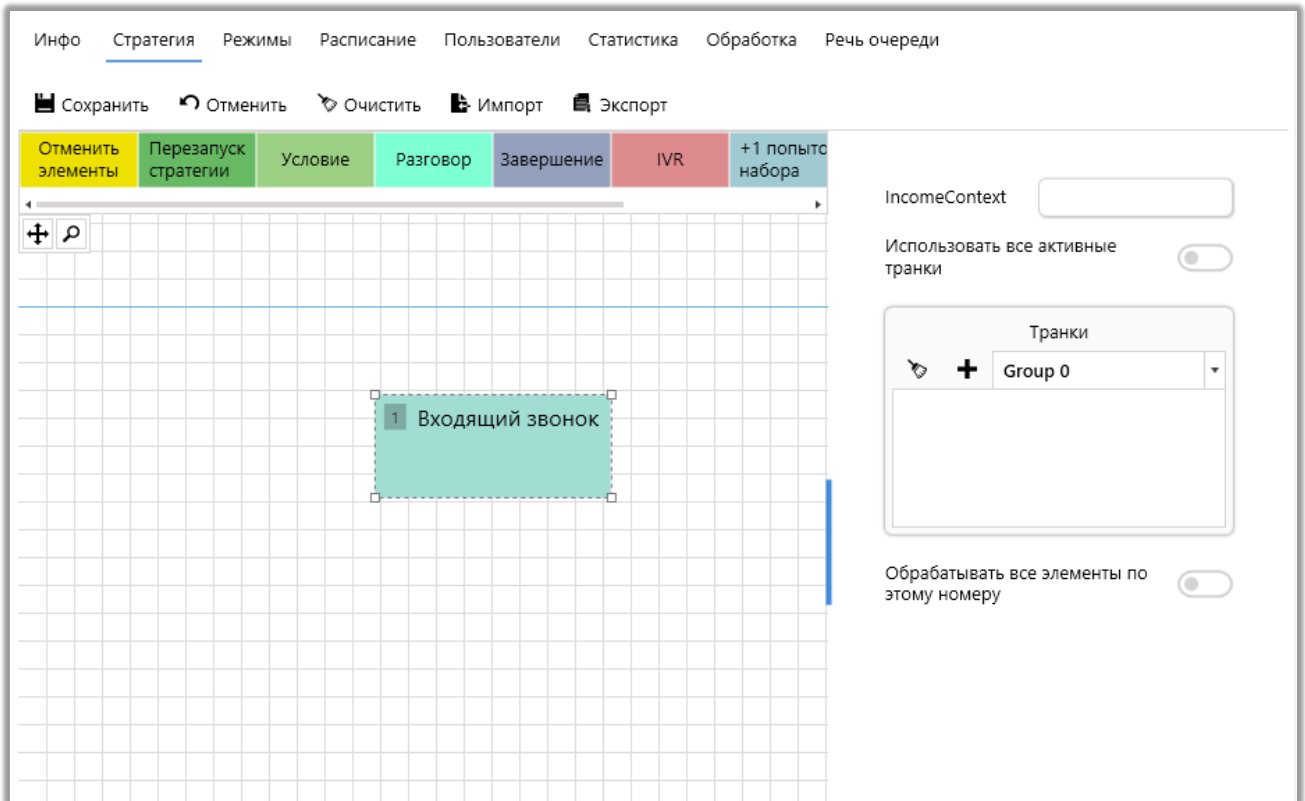 Инфо Стратегия Режимы Расписание Пользователи Статистика Обработка Речь очереди
Сохранить Отменить Очистить Импорт Экспорт
Отменить элементы
Перезапуск стратегии
Условие
Разговор
Завершение
IVR
+1 попыто
набора
IncomeContext
Использовать все активные
транки
Транки
Group 0
1 Входящий звонок
Обрабатывать все элементы по
этому номеру